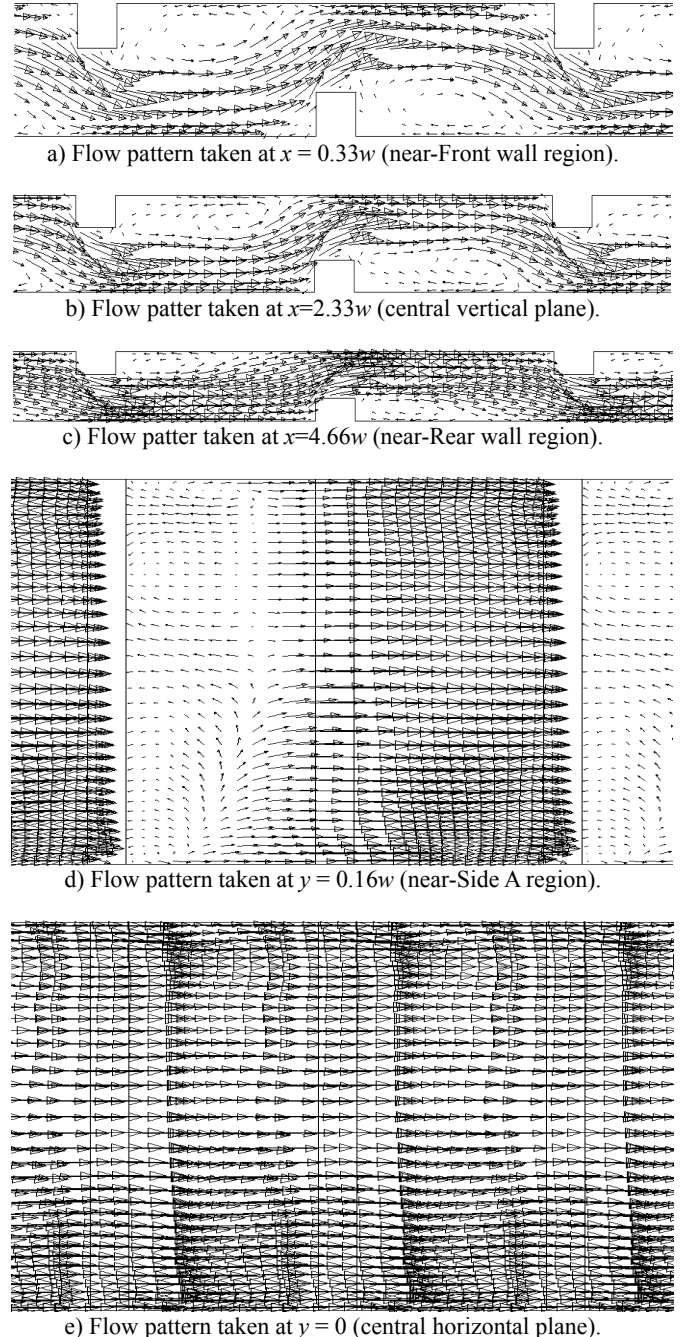 a) Flow pattern taken at x = 0.33w (near-Front wall region).
b) Flow patter taken at x=2.33w (central vertical plane).
c) Flow patter taken at x=4.66w (near-Rear wall region).
d) Flow pattern taken at y = 0.16w (near-Side A region).
e) Flow pattern taken at y = 0 (central horizontal plane).